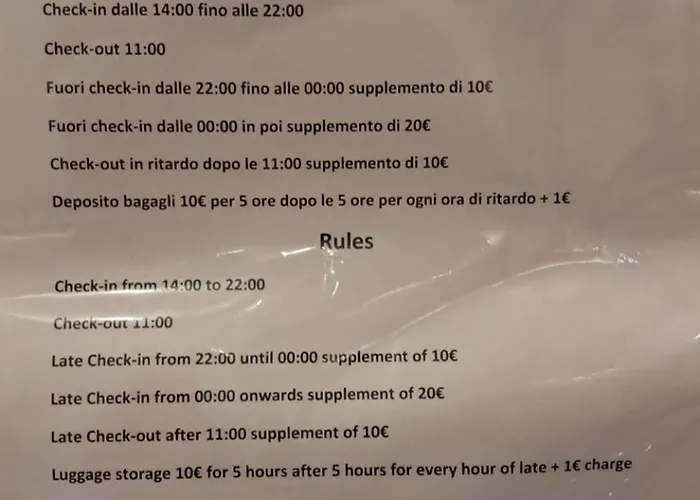 Check-in dalle 14:00 fino alle 22:00
Check-out 11:00
Fuori check-in dalle 22:00 fino alle 00:00 supplemento di 10€
Fuori check-in dalle 00:00 in poi supplemento di 20€
Check-out in ritardo dopo le 11:00 supplemento di 10€
Deposito bagagli 10€ per 5 ore dopo le 5 ore per ogni ora di ritardo + 1€
Rules
Check-in from 14:00 to 22:00
Check-out 11:00
Late Check-in from 22:00 until 00:00 supplement of 10€
Late Check-in from 00:00 onwards supplement of 20€
Late Check-out after 11:00 supplement of 10€
Luggage storage 10€ for 5 hours after 5 hours for every hour of late + 1€ charge